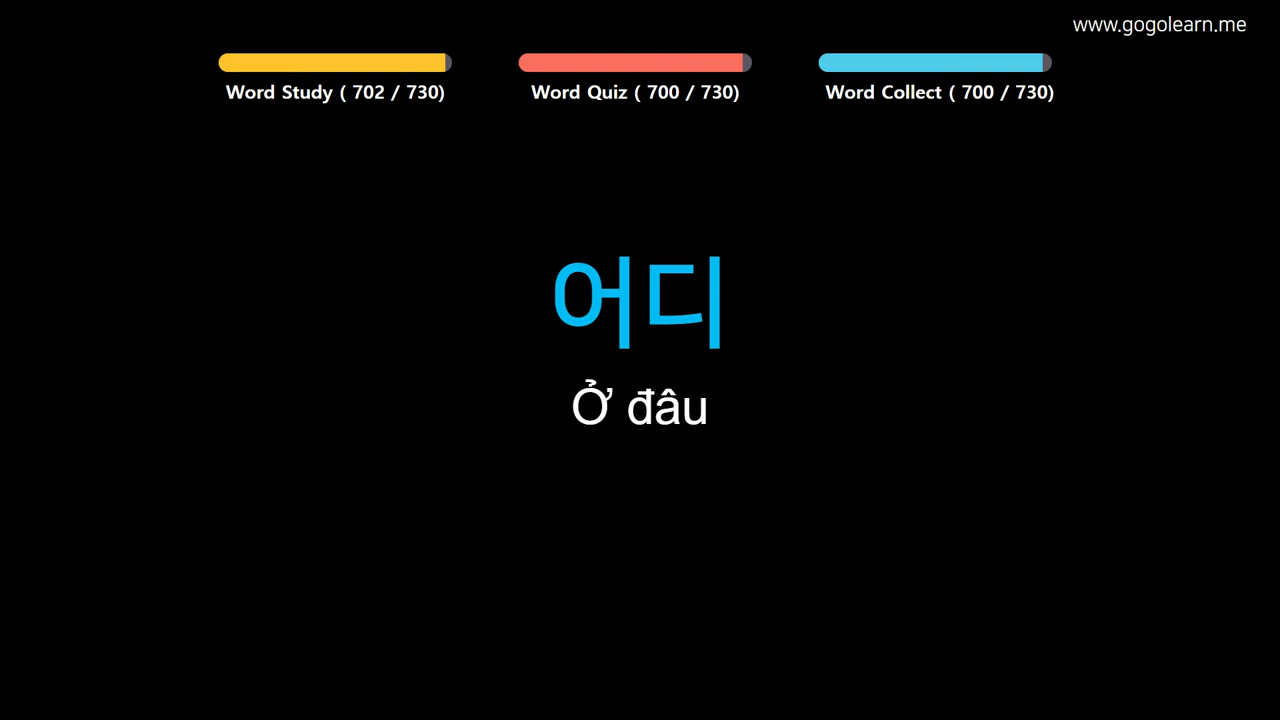 www.gogolearn.me
Word Study ( 702 / 730)
Word Quiz ( 700 / 730)
Word Collect ( 700 / 730)
어디
Ở đâu